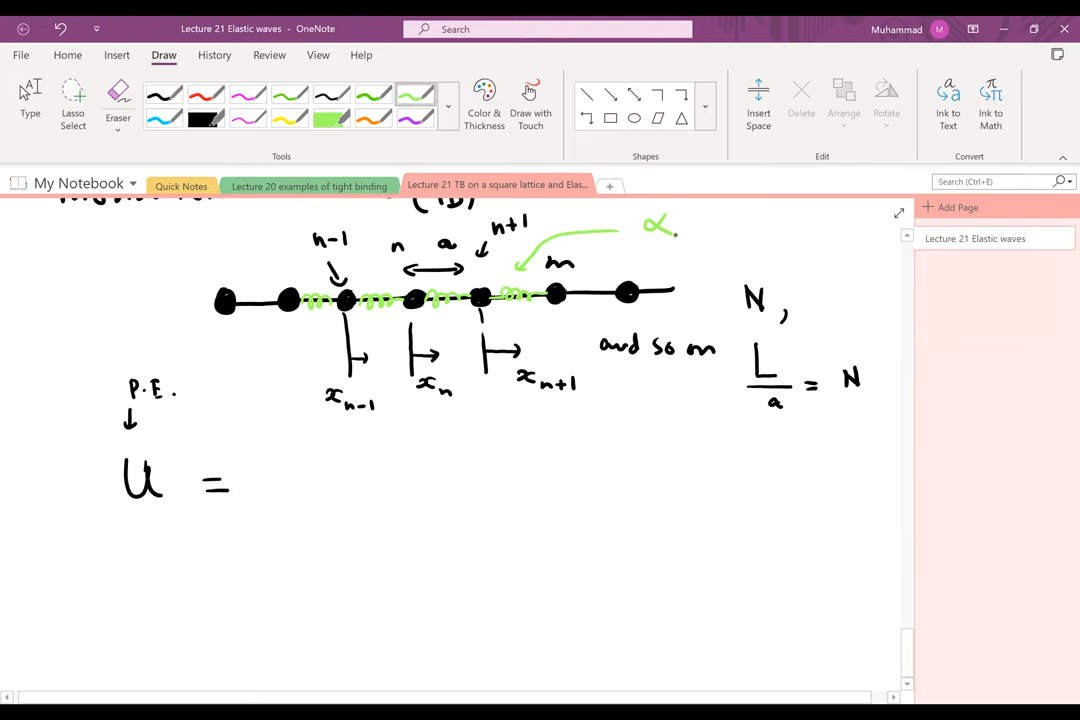 Lecture 21 Elastic waves - OneNote
Search
Muhammad M
File Home Insert Draw History Review View Help
Type
Lasso Select
Eraser
Color & Thickness
Draw with Touch
Insert Space
Delete
Arrange
Rotate
Ink to Text
Ink to Math
Tools Shapes Edit Convert
My Notebook
Quick Notes
Lecture 20 examples of tight binding
Lecture 21 TB on a square lattice and Elas...
Search (Ctrl+E)
Add Page
Lecture 21 Elastic waves
(1D)
n-1 n a n+1 α
m
N,
and so on
L/a = N
x_{n-1} x_n x_{n+1}
P.E.
U =